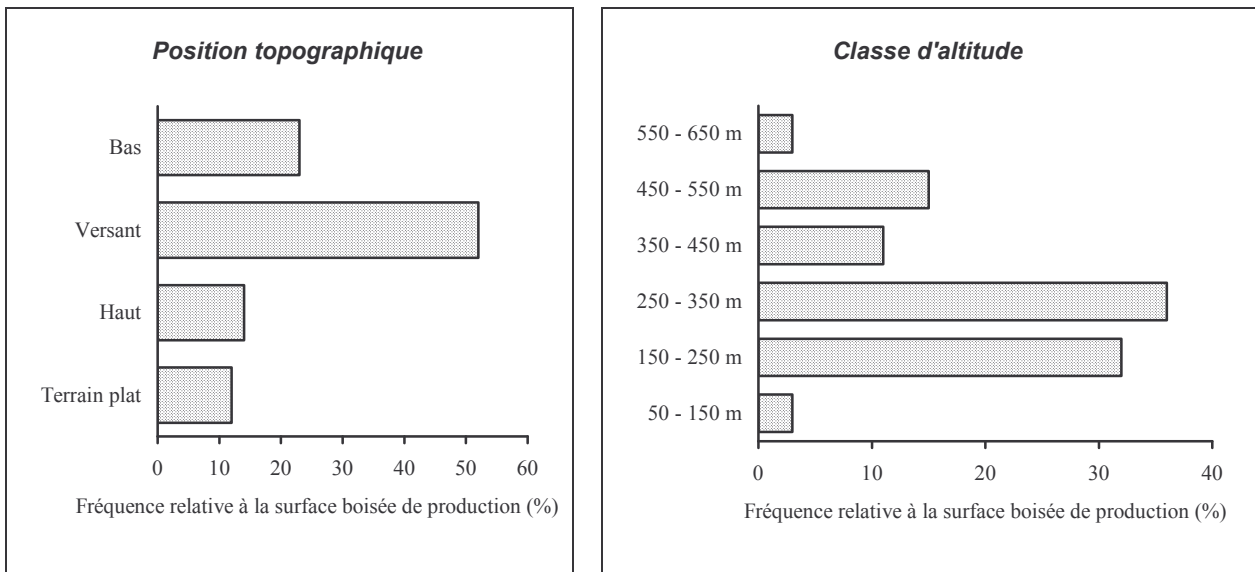 Position topographique
Bas
Versant
Haut
Terrain plat
0 10 20 30 40 50 60
Fréquence relative à la surface boisée de production (%)
Classe d'altitude
550 - 650 m
450 - 550 m
350 - 450 m
250 - 350 m
150 - 250 m
50 - 150 m
0 10 20 30 40
Fréquence relative à la surface boisée de production (%)